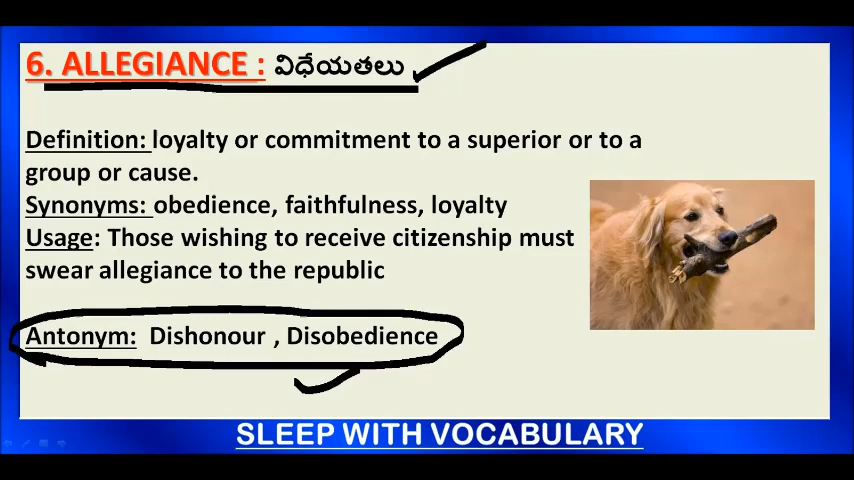 6. ALLEGIANCE : విధేయతలు
Definition: loyalty or commitment to a superior or to a
group or cause.
Synonyms: obedience, faithfulness, loyalty
Usage: Those wishing to receive citizenship must
swear allegiance to the republic
Antonym: Dishonour , Disobedience
SLEEP WITH VOCABULARY